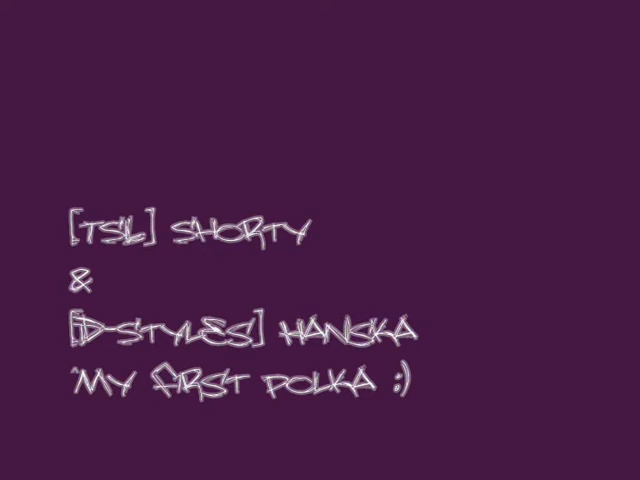 [TSL] SHORTY
&
[D-STYLES] HANSKA
^MY FIRST POLKA ;)